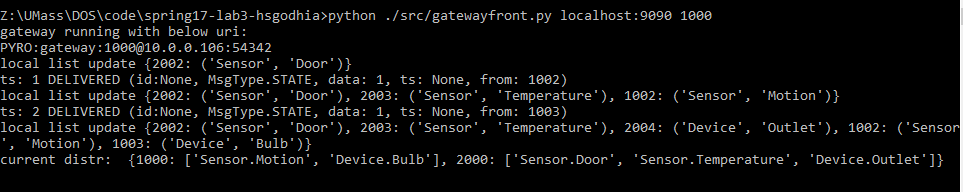 Z:\UMass\DOS\code\spring17-lab3-hsgodhia>python ./src/gatewayfront.py localhost:9090 1000
gateway running with below uri:
PYRO:gateway:1000@10.0.0.106:54342
local list update {2002: ('Sensor', 'Door')}
ts: 1 DELIVERED (id:None, MsgType.STATE, data: 1, ts: None, from: 1002)
local list update {2002: ('Sensor', 'Door'), 2003: ('Sensor', 'Temperature'), 1002: ('Sensor', 'Motion')}
ts: 2 DELIVERED (id:None, MsgType.STATE, data: 1, ts: None, from: 1003)
local list update {2002: ('Sensor', 'Door'), 2003: ('Sensor', 'Temperature'), 2004: ('Device', 'Outlet'), 1002: ('Sensor
', 'Motion'), 1003: ('Device', 'Bulb')}
current distr:  {1000: ['Sensor.Motion', 'Device.Bulb'], 2000: ['Sensor.Door', 'Sensor.Temperature', 'Device.Outlet']}